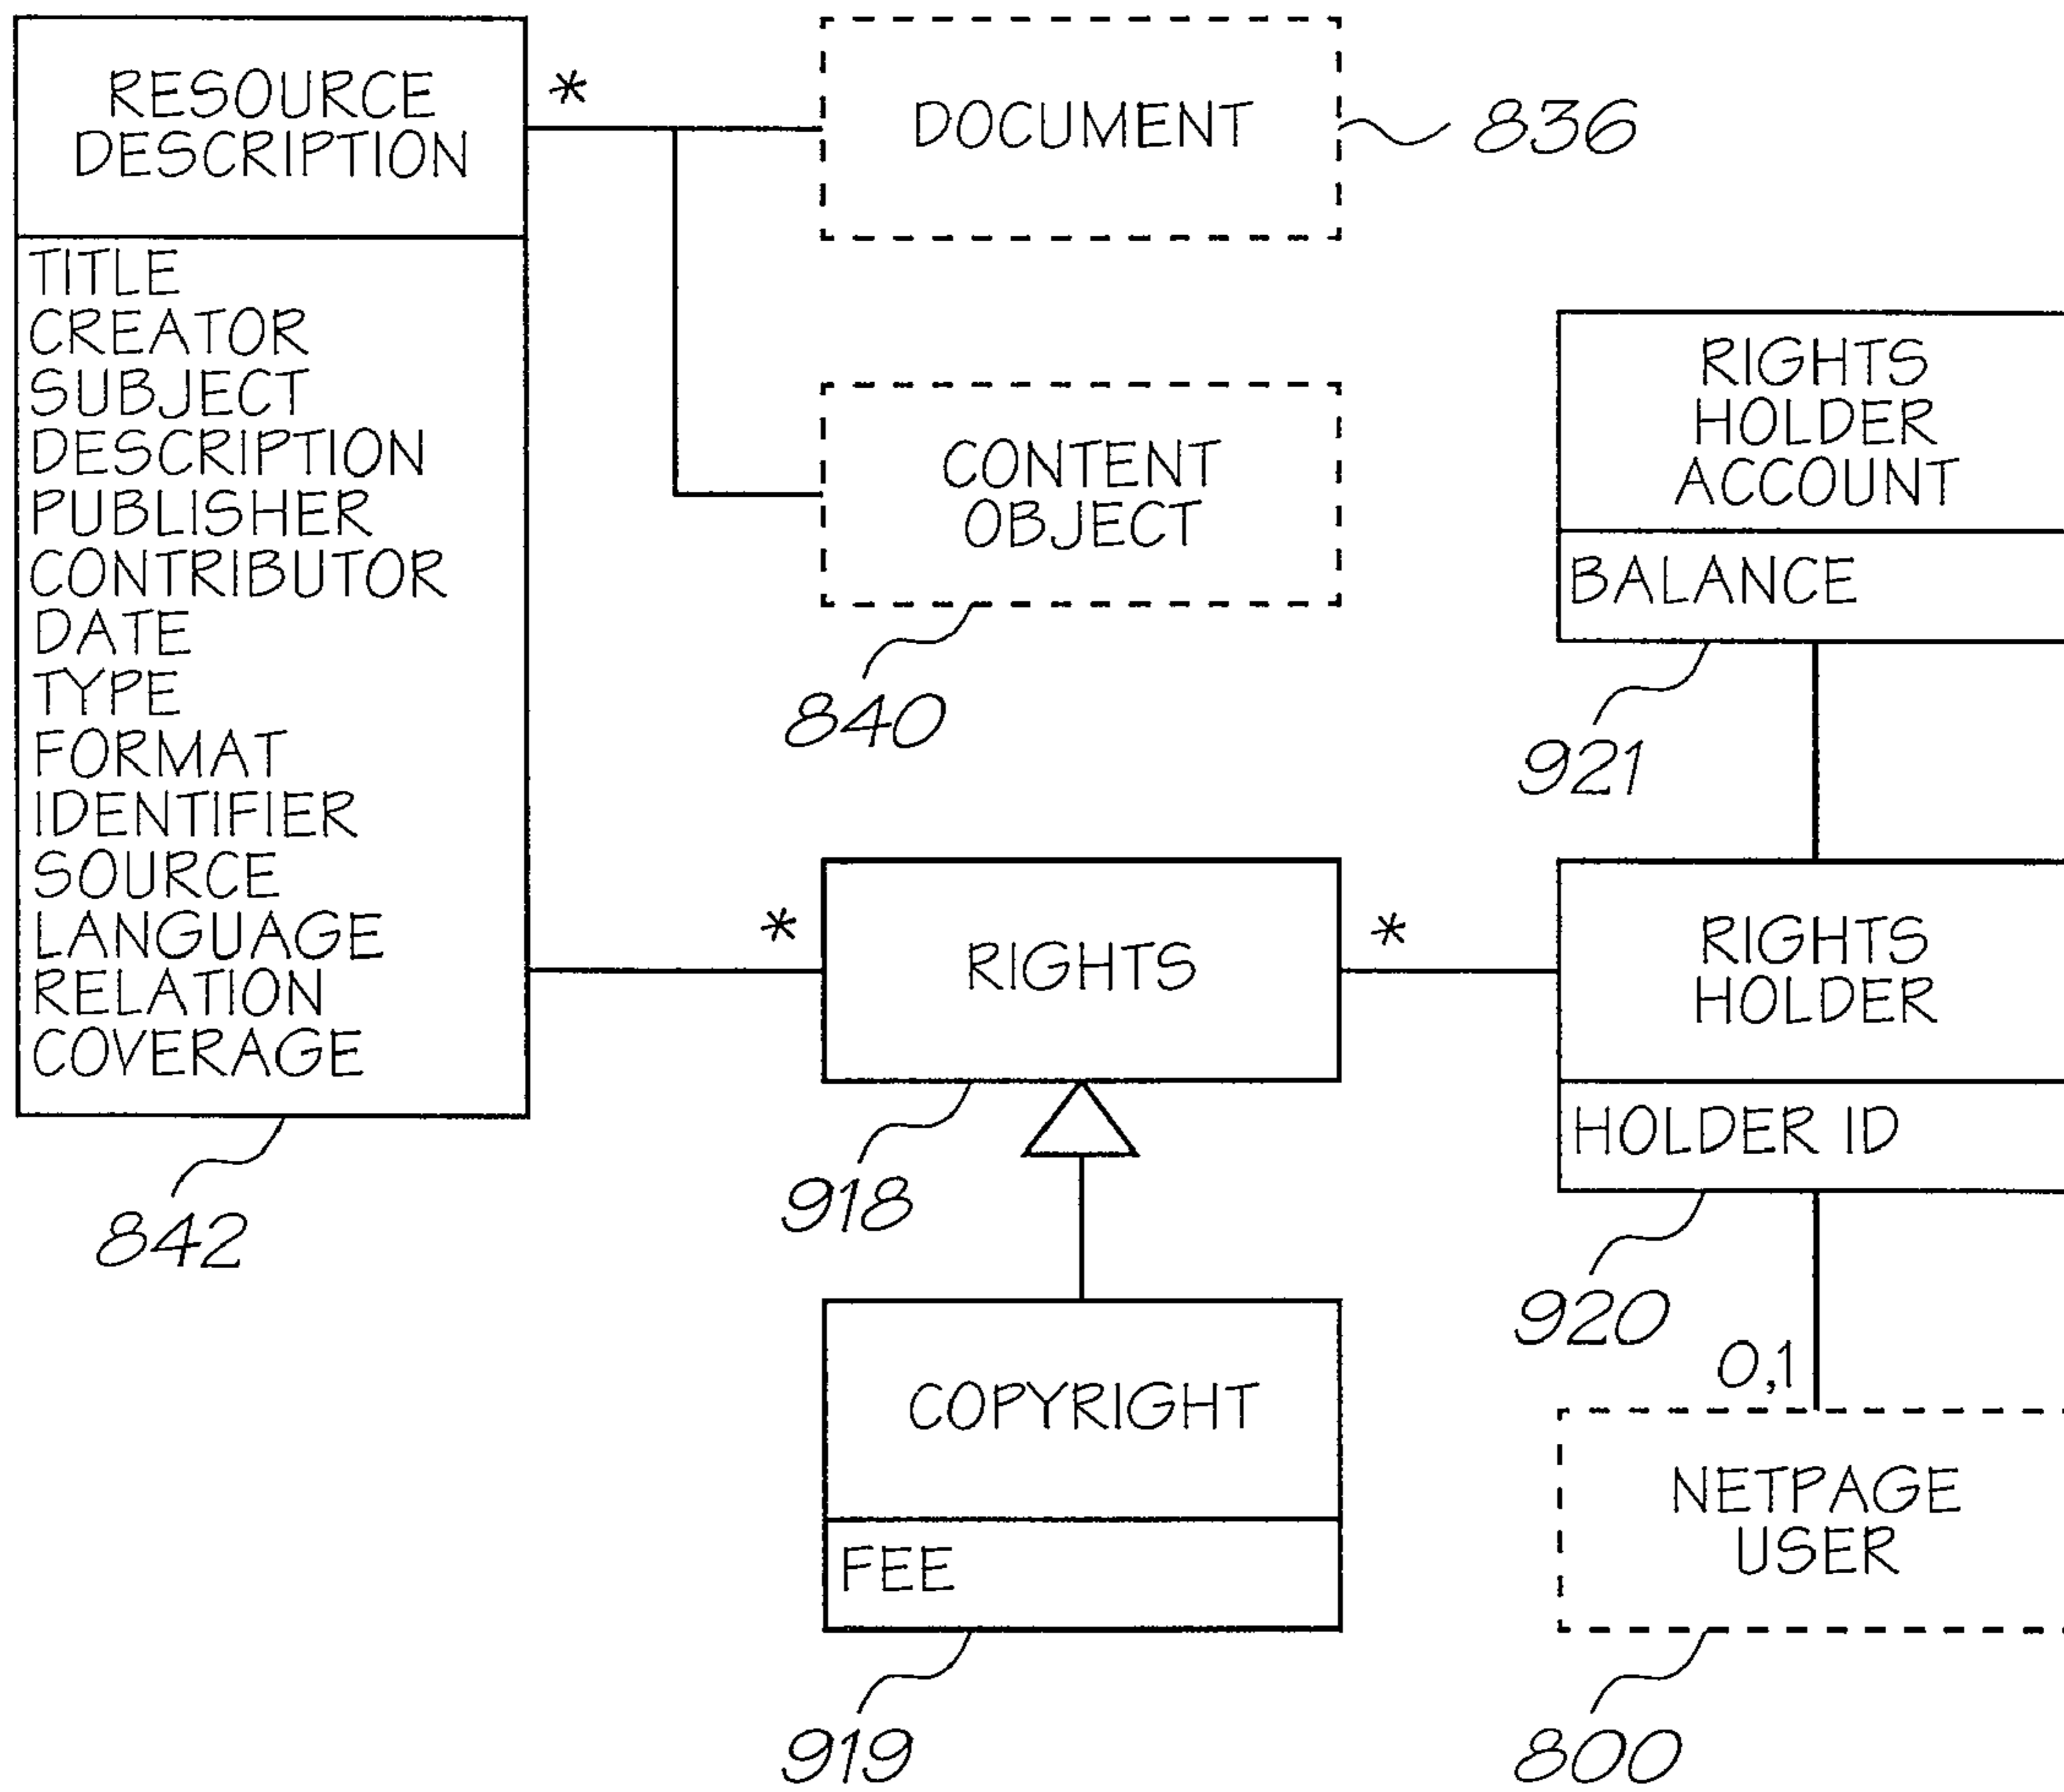 RESOURCE
DESCRIPTION
TITLE
CREATOR
SUBJECT
DESCRIPTION
PUBLISHER
CONTRIBUTOR
DATE
TYPE
FORMAT
IDENTIFIER
SOURCE
LANGUAGE
RELATION
COVERAGE
842
*
DOCUMENT
836
CONTENT
OBJECT
840
*
RIGHTS
*
918
COPYRIGHT
FEE
919
RIGHTS
HOLDER
ACCOUNT
BALANCE
921
RIGHTS
HOLDER
HOLDER ID
920
0,1
NETPAGE
USER
800